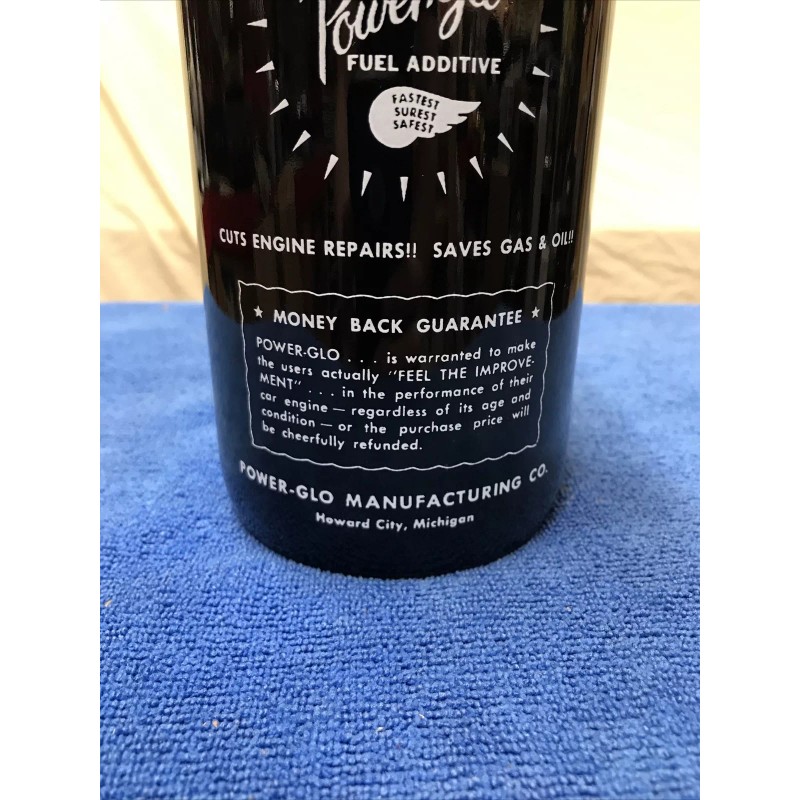 Power-Glo
FUEL ADDITIVE
FASTEST
SUREST
SAFEST
CUTS ENGINE REPAIRS!! SAVES GAS & OIL!!
★ MONEY BACK GUARANTEE ★
POWER-GLO . . . is warranted to make
the users actually "FEEL THE IMPROVE-
MENT" . . . in the performance of their
car engine — regardless of its age and
condition — or the purchase price will
be cheerfully refunded.
POWER-GLO MANUFACTURING CO.
Howard City, Michigan